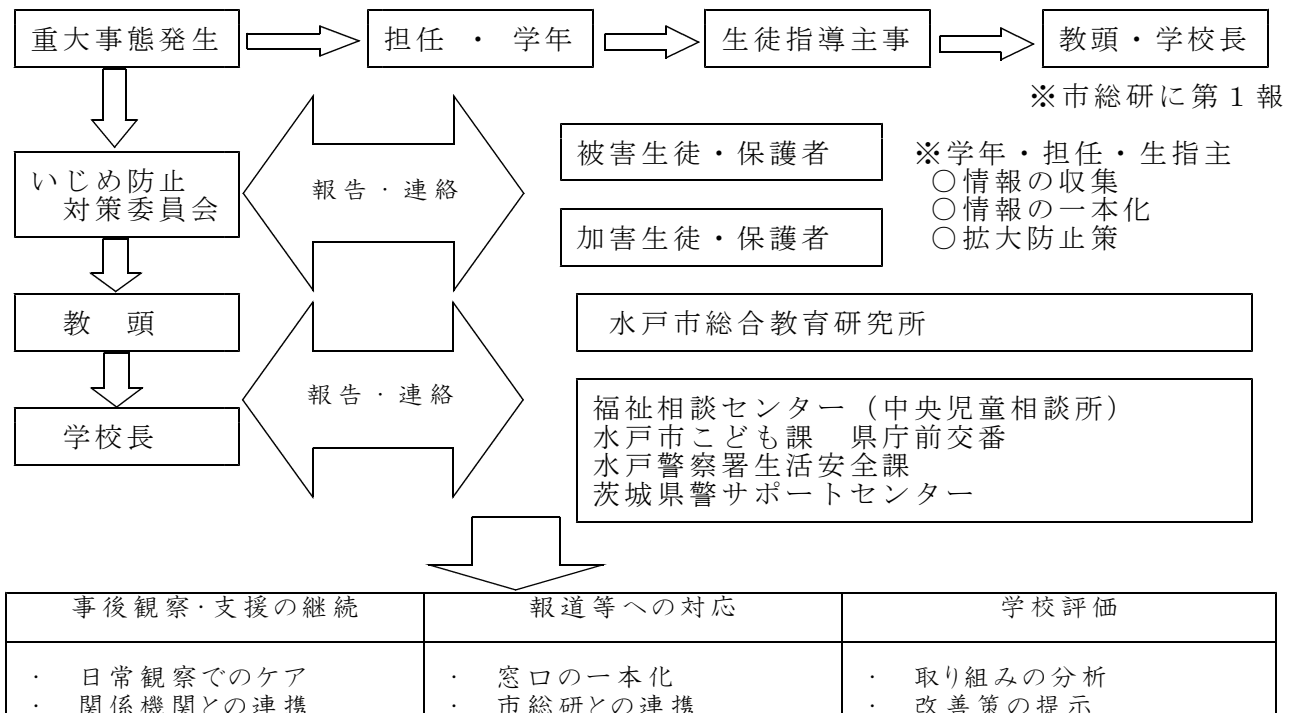 重大事態発生
担任 ・ 学年
生徒指導主事
教頭・学校長
※市総研に第１報
いじめ防止
対策委員会
報告・連絡
被害生徒・保護者
加害生徒・保護者
※学年・担任・生指主
○情報の収集
○情報の一本化
○拡大防止策
教 頭
水戸市総合教育研究所
学校長
報告・連絡
福祉相談センター（中央児童相談所）
水戸市こども課 県庁前交番
水戸警察署生活安全課
茨城県警サポートセンター
事後観察・支援の継続
報道等への対応
学校評価
・ 日常観察でのケア
・ 関係機関との連携
・ 窓口の一本化
・ 市総研との連携
・ 取り組みの分析
・ 改善策の提示